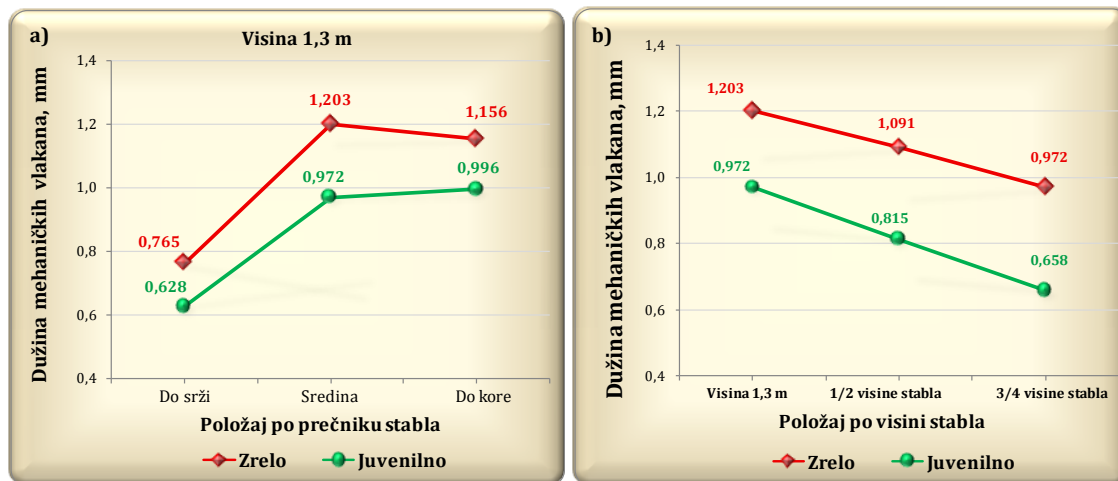 a)
Visina 1,3 m
Dužina mehaničkih vlakana, mm
1,4
1,2
1,0
0,8
0,6
0,4
1,203
1,156
0,972
0,996
0,765
0,628
Do srži
Sredina
Do kore
Položaj po prečniku stabla
Zrelo
Juvenilno
b)
Dužina mehaničkih vlakana, mm
1,4
1,2
1,0
0,8
0,6
0,4
1,203
1,091
0,972
0,972
0,815
0,658
Visina 1,3 m
1/2 visine stabla
3/4 visine stabla
Položaj po visini stabla
Zrelo
Juvenilno